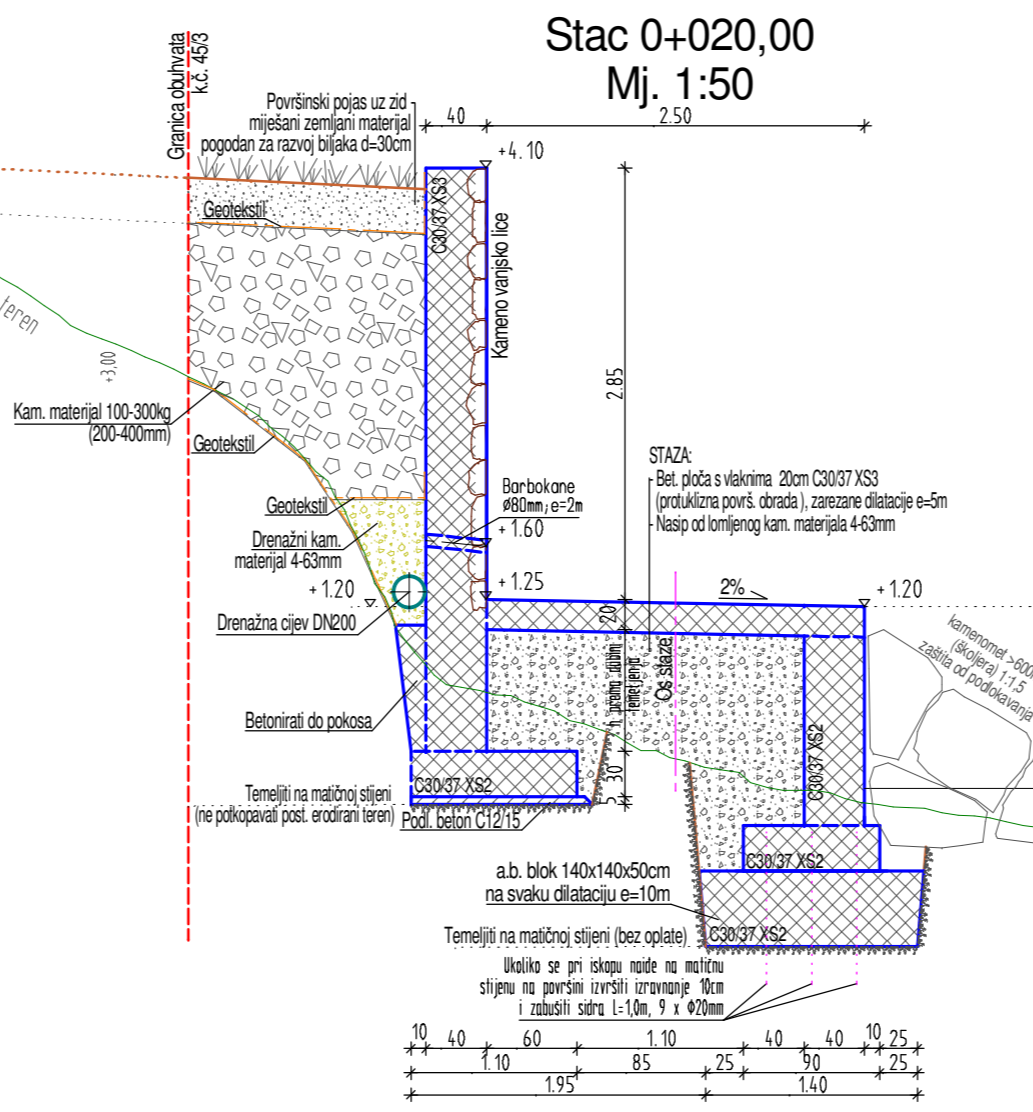 Stac 0+020,00
Mj. 1:50
Granica obuhvata
k.č. 45/3
Površinski pojas uz zid
miješani zemljani materijal
pogodan za razvoj biljaka d=30cm
40
2.50
+4.10
Geotekstil
C30/37 XS3
Kameno vanjsko lice
2.85
teren
+3,00
Kam. materijal 100-300kg
(200-400mm)
Geotekstil
Geotekstil
Drenažni kam.
materijal 4-63mm
Barbokane
Ø80mm; e=2m
+1.60
STAZA:
Bet. ploča s vlaknima 20cm C30/37 XS3
(protuklizna površ. obrada ), zarezane dilatacije e=5m
Nasip od lomljenog kam. materijala 4-63mm
+1.20
+1.25
2%
+1.20
20
Drenažna cijev DN200
kamenomet >600
(školjera) 1:1,5
zaštita od podlokavanja
prema dubini
temeljenja
Os staze
Betonirati do pokosa
C30/37 XS2
30
5
C30/37 XS2
Temeljiti na matičnoj stijeni
(ne potkopavati post. erodirani teren)
Podl. beton C12/15
C30/37 XS2
a.b. blok 140x140x50cm
na svaku dilataciju e=10m
C30/37 XS2
Temeljiti na matičnoj stijeni (bez oplate)
Ukoliko se pri iskopu naiđe na matičnu
stijenu na površini izvršiti izravnanje 10cm
i zabušiti sidra L=1,0m, 9 x Φ20mm
10 40 60 1.10 40 40 10 25
1.10 85 25 90 25
1.95 1.40